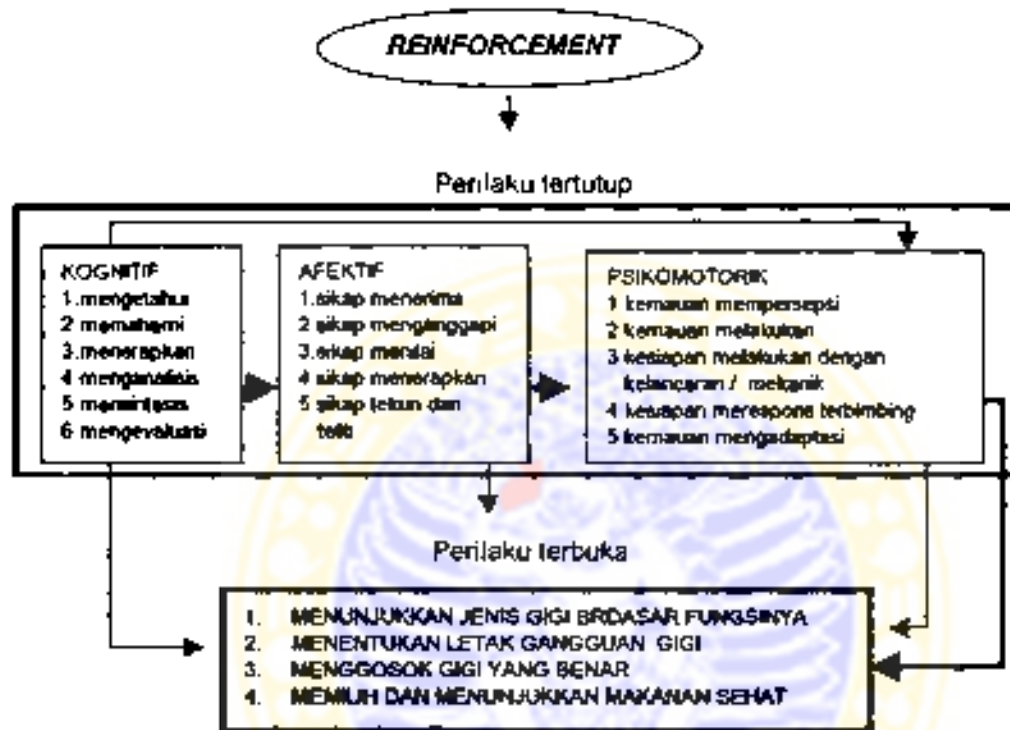 REINFORCEMENT
Perilaku tertutup
KOGNITIF
1.mengetahui
2 memahami
3.menerapkan
4 menganalisis
5 mensintesis
6 mengevaluasi
AFEKTIF
1.sikap menerima
2 sikap menanggapi
3.sikap menilai
4 sikap menerapkan
5 sikap tekun dan
teliti
PSIKOMOTORIK
1 kemauan mempersepsi
2 kemauan melakukan
3 kesiapan melakukan dengan
kelancaran / mekanik
4 kesiapan merespons terbimbing
5 kemauan mengadaptasi
Perilaku terbuka
1. MENUNJUKKAN JENIS GIGI BRDASAR FUNGSINYA
2. MENENTUKAN LETAK GANGGUAN GIGI
3. MENGGOSOK GIGI YANG BENAR
4. MEMILIH DAN MENUNJUKKAN MAKANAN SEHAT